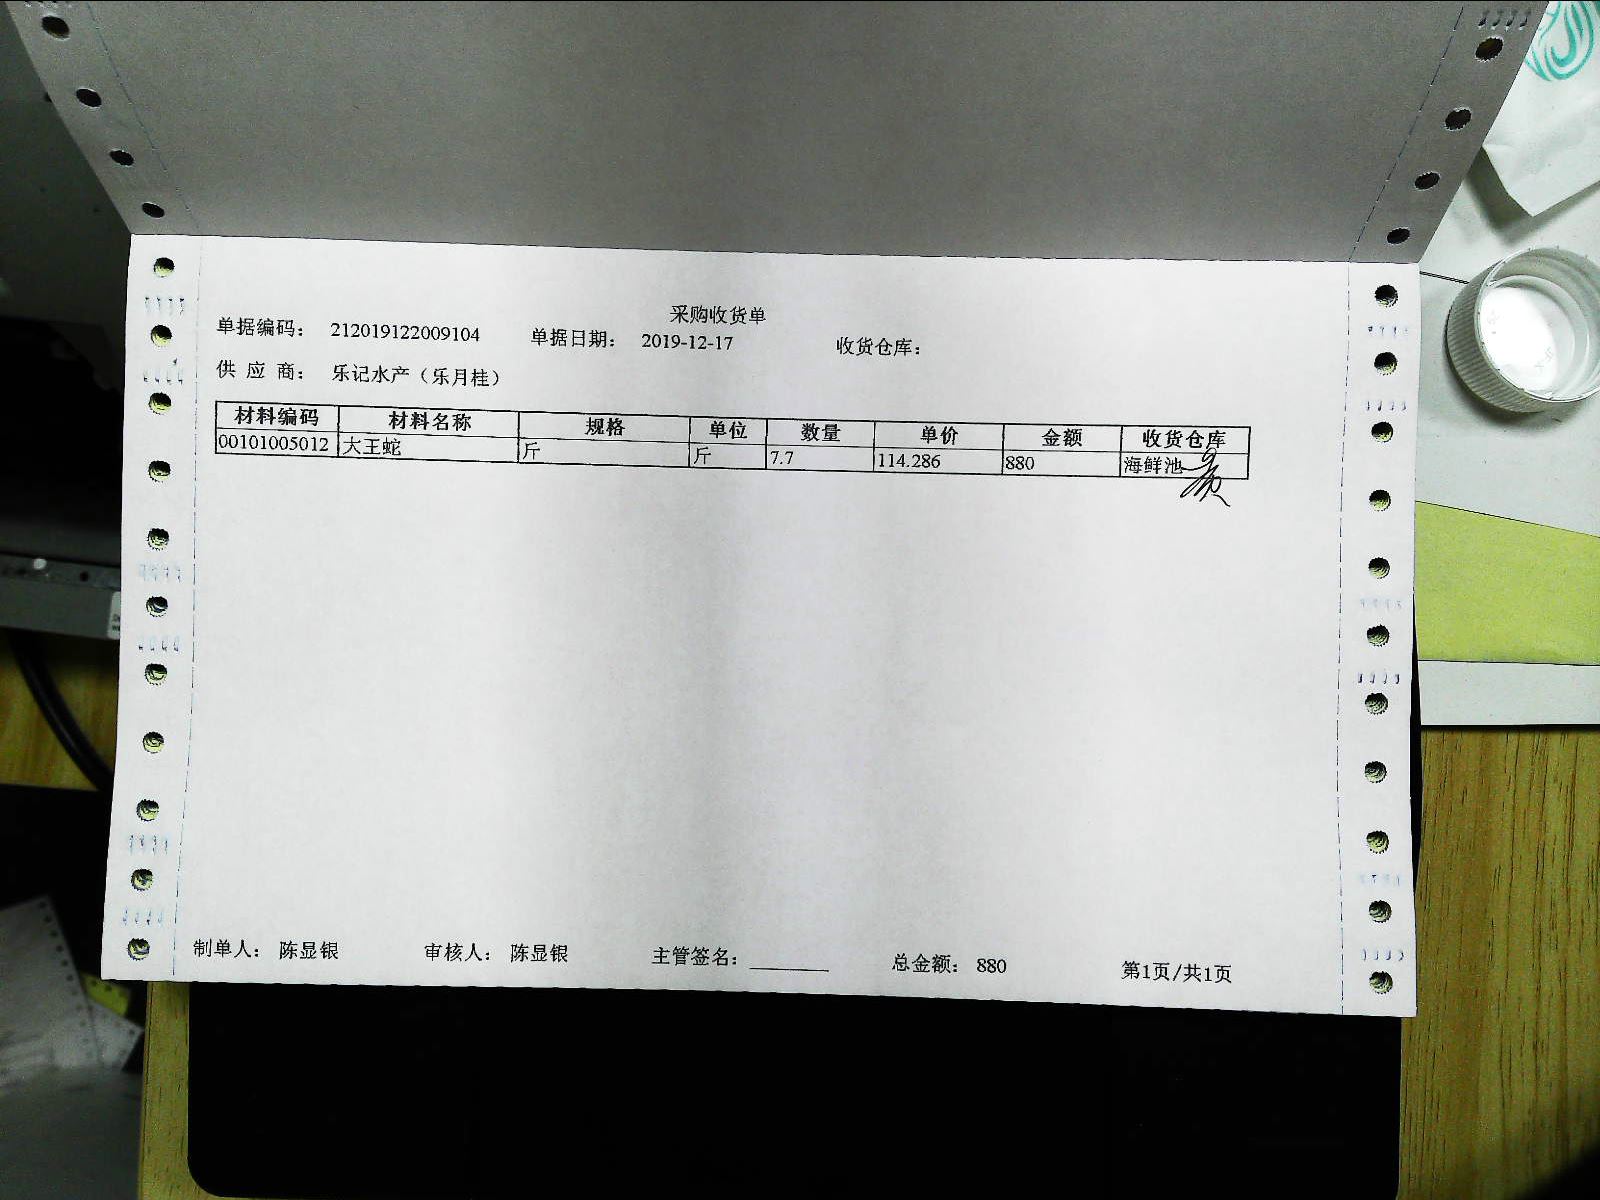 采购收货单
单据编码： 212019122009104 单据日期： 2019-12-17 收货仓库：
供 应 商： 乐记水产（乐月桂）
材料编码 材料名称 规格 单位 数量 单价 金额 收货仓库
00101005012 大王蛇 斤 斤 7.7 114.286 880 海鲜池
制单人： 陈显银 审核人： 陈显银 主管签名：________ 总金额： 880 第1页/共1页